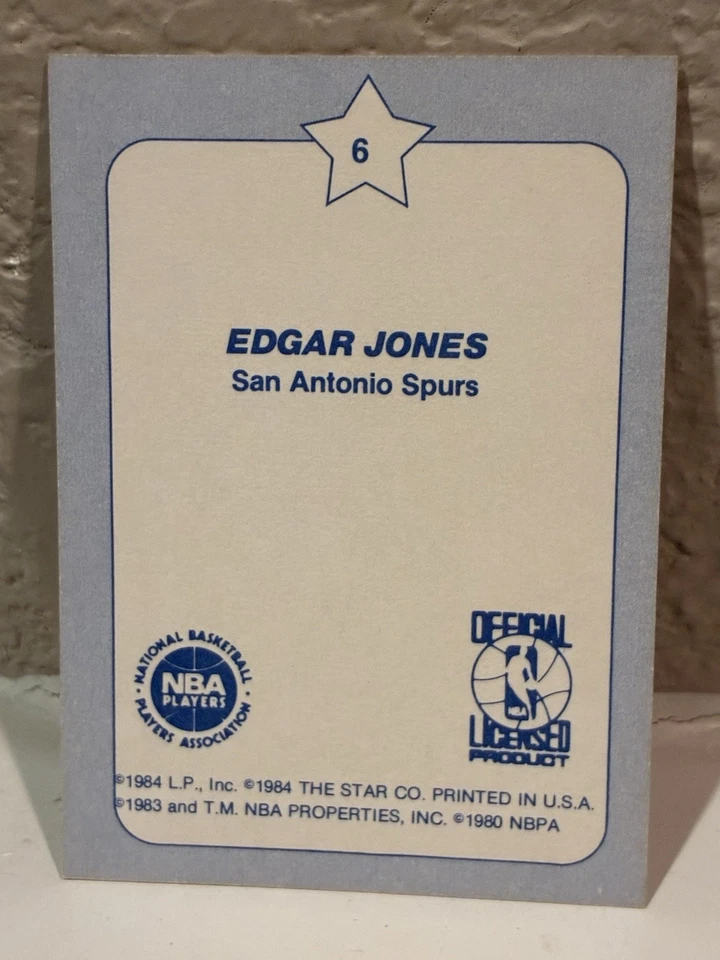 6
EDGAR JONES
San Antonio Spurs
NATIONAL BASKETBALL
NBA
PLAYERS
PLAYERS ASSOCIATION
OFFICIAL
NBA
LICENSED
PRODUCT
©1984 L.P., Inc. ©1984 THE STAR CO. PRINTED IN U.S.A.
©1983 and T.M. NBA PROPERTIES, INC. ©1980 NBPA